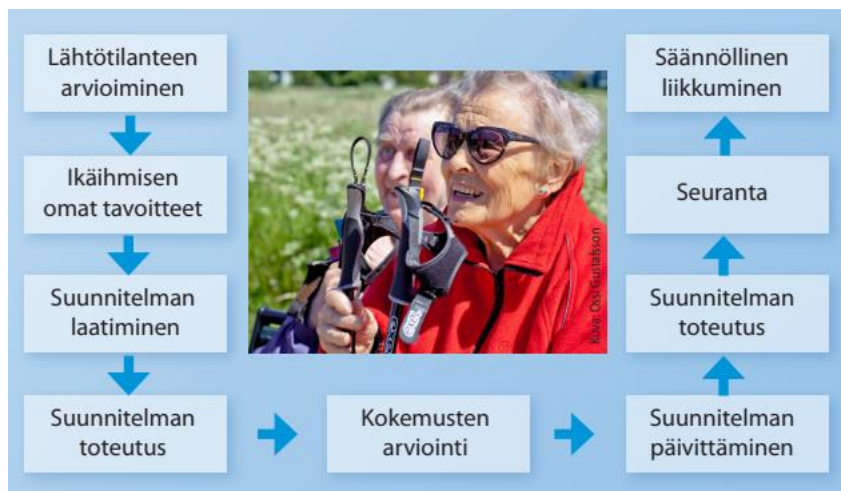 Lähtötilanteen
arvioiminen
Ikäihmisen
omat tavoitteet
Suunnitelman
laatiminen
Suunnitelman
toteutus
Kokemusten
arviointi
Suunnitelman
päivittäminen
Suunnitelman
toteutus
Seuranta
Säännöllinen
liikkuminen
Kuva: Ossi Gustafsson